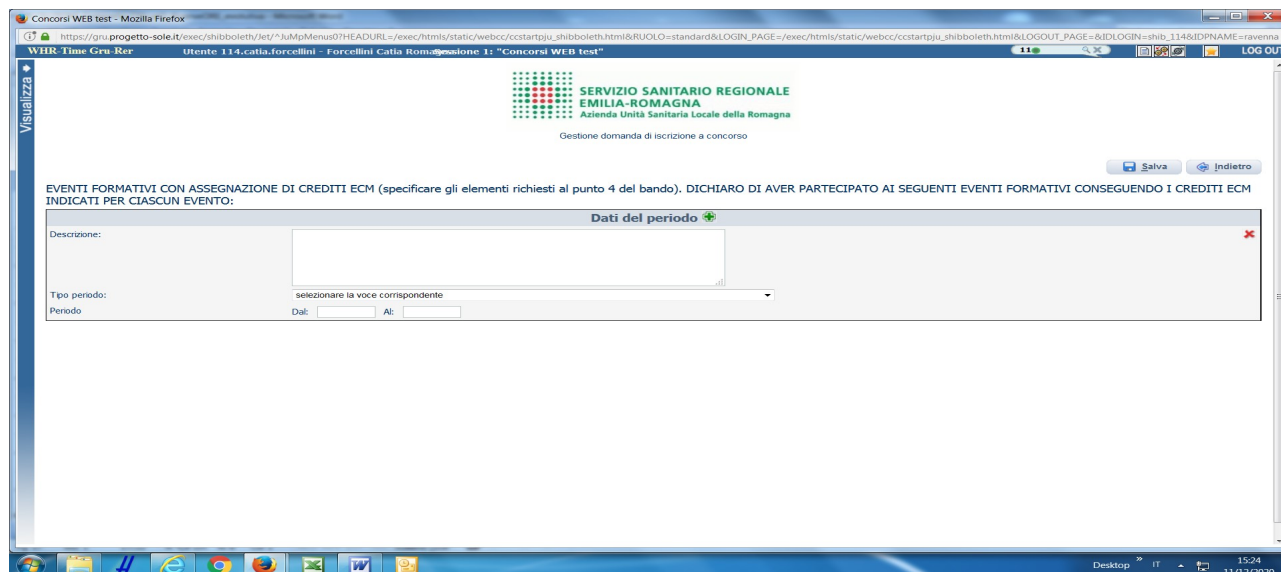 Concorsi WEB test - Mozilla Firefox
https://gru.progetto-sole.it/exec/shibboleth/Jet/^JuMpMenus0?HEADURL=/exec/htmls/static/webcc/ccstartpju_shibboleth.html&RUOLO=standard&LOGIN_PAGE=/exec/htmls/static/webcc/ccstartpju_shibboleth.html&LOGOUT_PAGE=&IDLOGIN=shib_114&IDPNAME=ravenna
WHR-Time Gru-Rer Utente 114.catia.forcellini - Forcellini Catia Romagna Sessione 1: "Concorsi WEB test" 11 LOG OUT
Visualizza
SERVIZIO SANITARIO REGIONALE
EMILIA-ROMAGNA
Azienda Unità Sanitaria Locale della Romagna
Gestione domanda di iscrizione a concorso
Salva Indietro
EVENTI FORMATIVI CON ASSEGNAZIONE DI CREDITI ECM (specificare gli elementi richiesti al punto 4 del bando). DICHIARO DI AVER PARTECIPATO AI SEGUENTI EVENTI FORMATIVI CONSEGUENDO I CREDITI ECM
INDICATI PER CIASCUN EVENTO:
Dati del periodo
Descrizione:
Tipo periodo: selezionare la voce corrispondente
Periodo Dal: Al:
Desktop » IT 15:24
11/12/2020